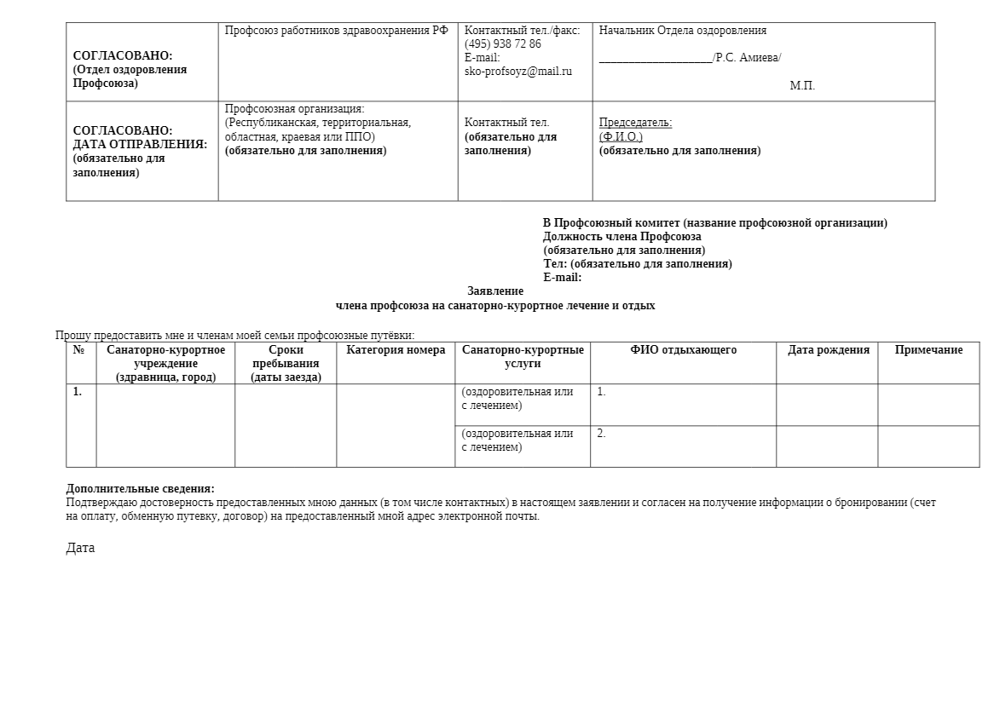 СОГЛАСОВАНО:
(Отдел оздоровления
Профсоюза)
Профсоюз работников здравоохранения РФ
Контактный тел./факс:
(495) 938 72 86
E-mail:
sko-profsoyz@mail.ru
Начальник Отдела оздоровления
___________________/Р.С. Амиева/
М.П.
СОГЛАСОВАНО:
ДАТА ОТПРАВЛЕНИЯ:
(обязательно для
заполнения)
Профсоюзная организация:
(Республиканская, территориальная,
областная, краевая или ППО)
(обязательно для заполнения)
Контактный тел.
(обязательно для
заполнения)
Председатель:
(Ф.И.О.)
(обязательно для заполнения)
В Профсоюзный комитет (название профсоюзной организации)
Должность члена Профсоюза
(обязательно для заполнения)
Тел: (обязательно для заполнения)
E-mail:
Заявление
члена профсоюза на санаторно-курортное лечение и отдых
Прошу предоставить мне и членам моей семьи профсоюзные путёвки:
№
Санаторно-курортное
учреждение
(здравница, город)
Сроки
пребывания
(даты заезда)
Категория номера
Санаторно-курортные
услуги
ФИО отдыхающего
Дата рождения
Примечание
1.
(оздоровительная или
с лечением)
1.
(оздоровительная или
с лечением)
2.
Дополнительные сведения:
Подтверждаю достоверность предоставленных мною данных (в том числе контактных) в настоящем заявлении и согласен на получение информации о бронировании (счет
на оплату, обменную путевку, договор) на предоставленный мной адрес электронной почты.
Дата